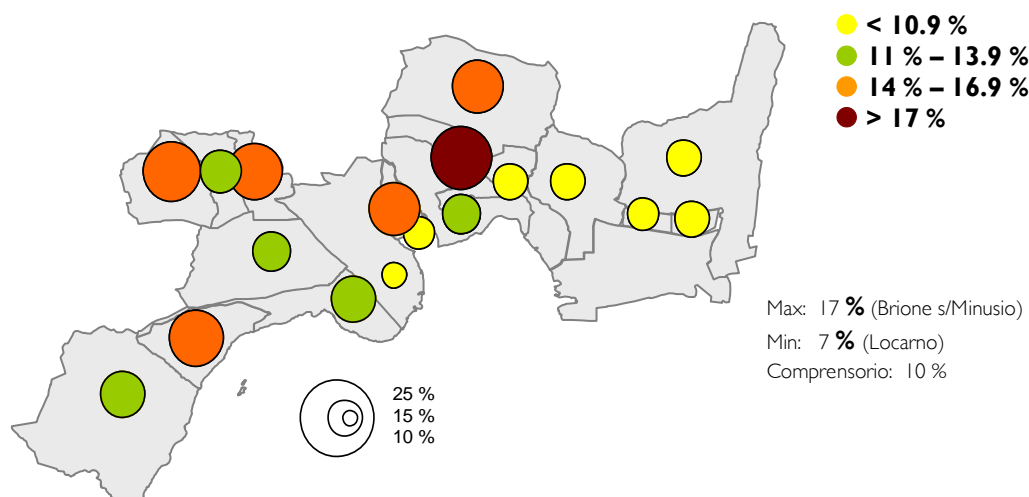 < 10.9 %
11 % – 13.9 %
14 % – 16.9 %
> 17 %
Max: 17 % (Brione s/Minusio)
Min: 7 % (Locarno)
Comprensorio: 10 %
25 %
15 %
10 %